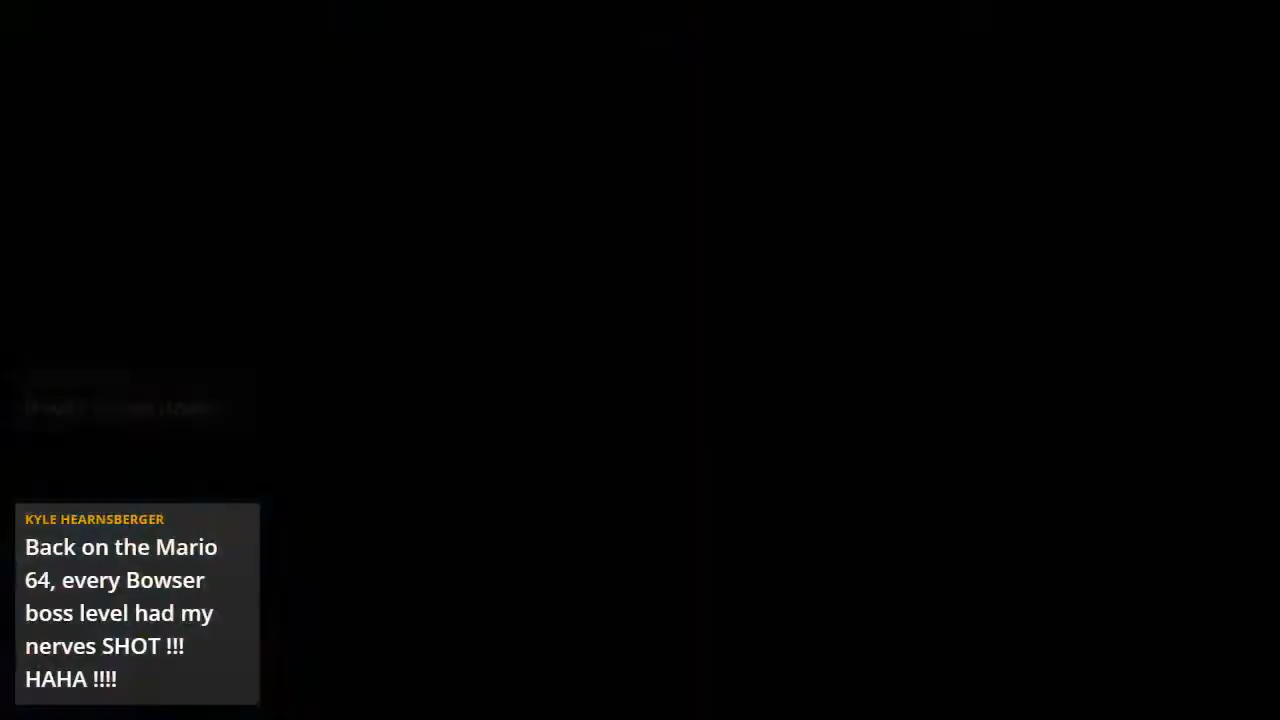 KYLE HEARNSBERGER
Back on the Mario
64, every Bowser
boss level had my
nerves SHOT !!!
HAHA !!!!